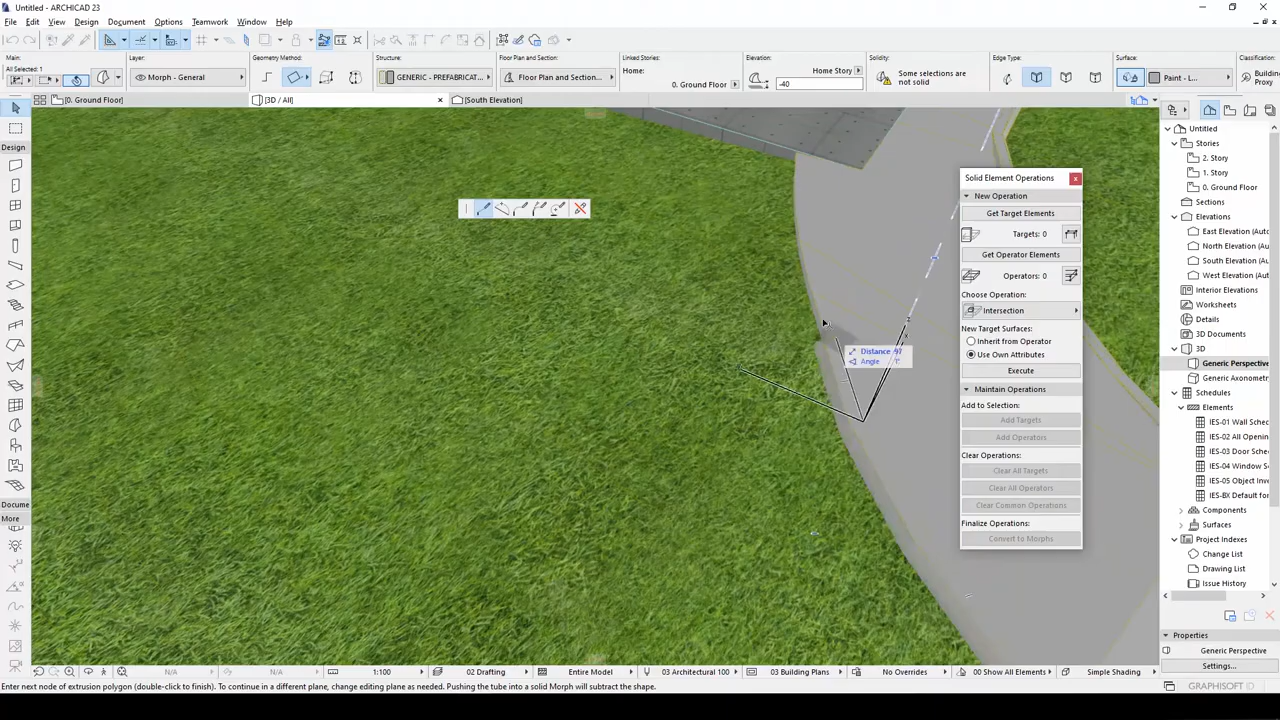 Untitled - ARCHICAD 23
File Edit View Design Document Options Teamwork Window Help
Main:
All Selected: 1
Layer:
Morph - General
Geometry Method:
Structure:
GENERIC - PREFABRICAT...
Floor Plan and Section:
Floor Plan and Section...
Linked Stories:
Home:
0. Ground Floor
Elevation:
Home Story
-40
Solidity:
Some selections are
not solid
Edge Type:
Surface:
Paint - L...
Classification:
Building
Proxy
[0. Ground Floor]
[3D / All]
[South Elevation]
Design
Docume
More
Distance 97
Angle
Solid Element Operations
New Operation
Get Target Elements
Targets: 0
Get Operator Elements
Operators: 0
Choose Operation:
Intersection
New Target Surfaces:
Inherit from Operator
Use Own Attributes
Execute
Maintain Operations
Add to Selection:
Add Targets
Add Operators
Clear Operations:
Clear All Targets
Clear All Operators
Clear Common Operations
Finalize Operations:
Convert to Morphs
Untitled
Stories
2. Story
1. Story
0. Ground Floor
Sections
Elevations
East Elevation (Auto
North Elevation (Au
South Elevation (Au
West Elevation (Aut
Interior Elevations
Worksheets
Details
3D Documents
3D
Generic Perspective
Generic Axonometry
Schedules
Elements
IES-01 Wall Sched
IES-02 All Openin
IES-03 Door Sche
IES-04 Window S
IES-05 Object Inve
IES-BX Default for
Components
Surfaces
Project Indexes
Change List
Drawing List
Issue History
Properties
Generic Perspective
Settings...
GRAPHISOFT
N/A N/A 1:100 02 Drafting Entire Model 03 Architectural 100 03 Building Plans No Overrides 00 Show All Elements Simple Shading
Enter next node of extrusion polygon (double-click to finish). To continue in a different plane, change editing plane as needed. Pushing the tube into a solid Morph will subtract the shape.